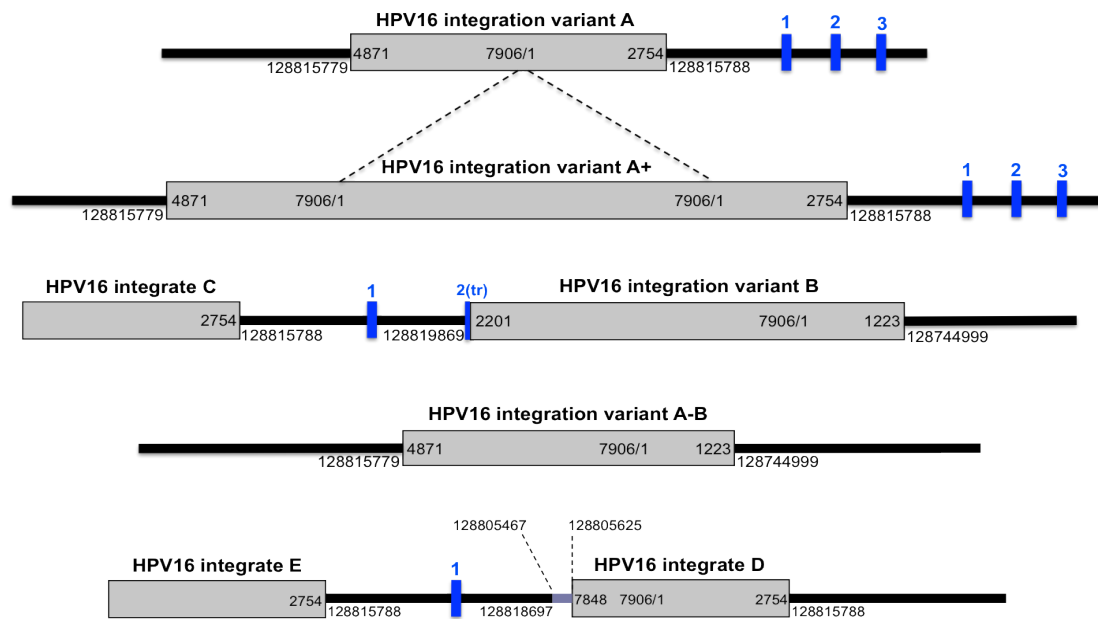 HPV16 integration variant A
1 2 3
4871 7906/1 2754
128815779 128815788
HPV16 integration variant A+
1 2 3
4871 7906/1 7906/1 2754
128815779 128815788
HPV16 integrate C 1 2(tr) HPV16 integration variant B
2754 2201 7906/1 1223
128815788 128819869 128744999
HPV16 integration variant A-B
4871 7906/1 1223
128815779 128744999
128805467 128805625
HPV16 integrate E 1 HPV16 integrate D
2754 7848 7906/1 2754
128815788 128818697 128815788